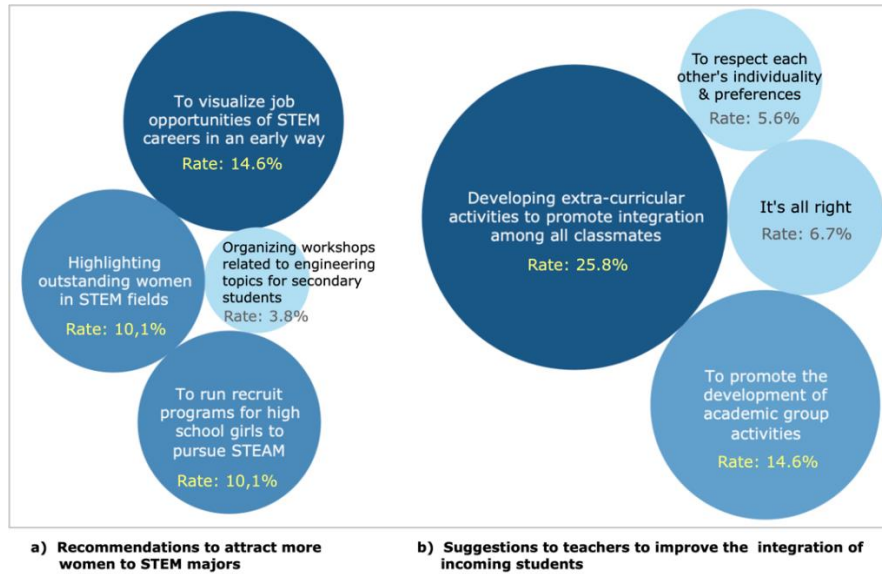 To visualize job
opportunities of STEM
careers in an early way
Rate: 14.6%
Highlighting
outstanding women
in STEM fields
Rate: 10,1%
Organizing workshops
related to engineering
topics for secondary
students
Rate: 3.8%
To run recruit
programs for high
school girls to
pursue STEAM
Rate: 10,1%
a) Recommendations to attract more
women to STEM majors
To respect each
other's individuality
& preferences
Rate: 5.6%
Developing extra-curricular
activities to promote integration
among all classmates
Rate: 25.8%
It's all right
Rate: 6.7%
To promote the
development of
academic group
activities
Rate: 14.6%
b) Suggestions to teachers to improve the integration of
incoming students